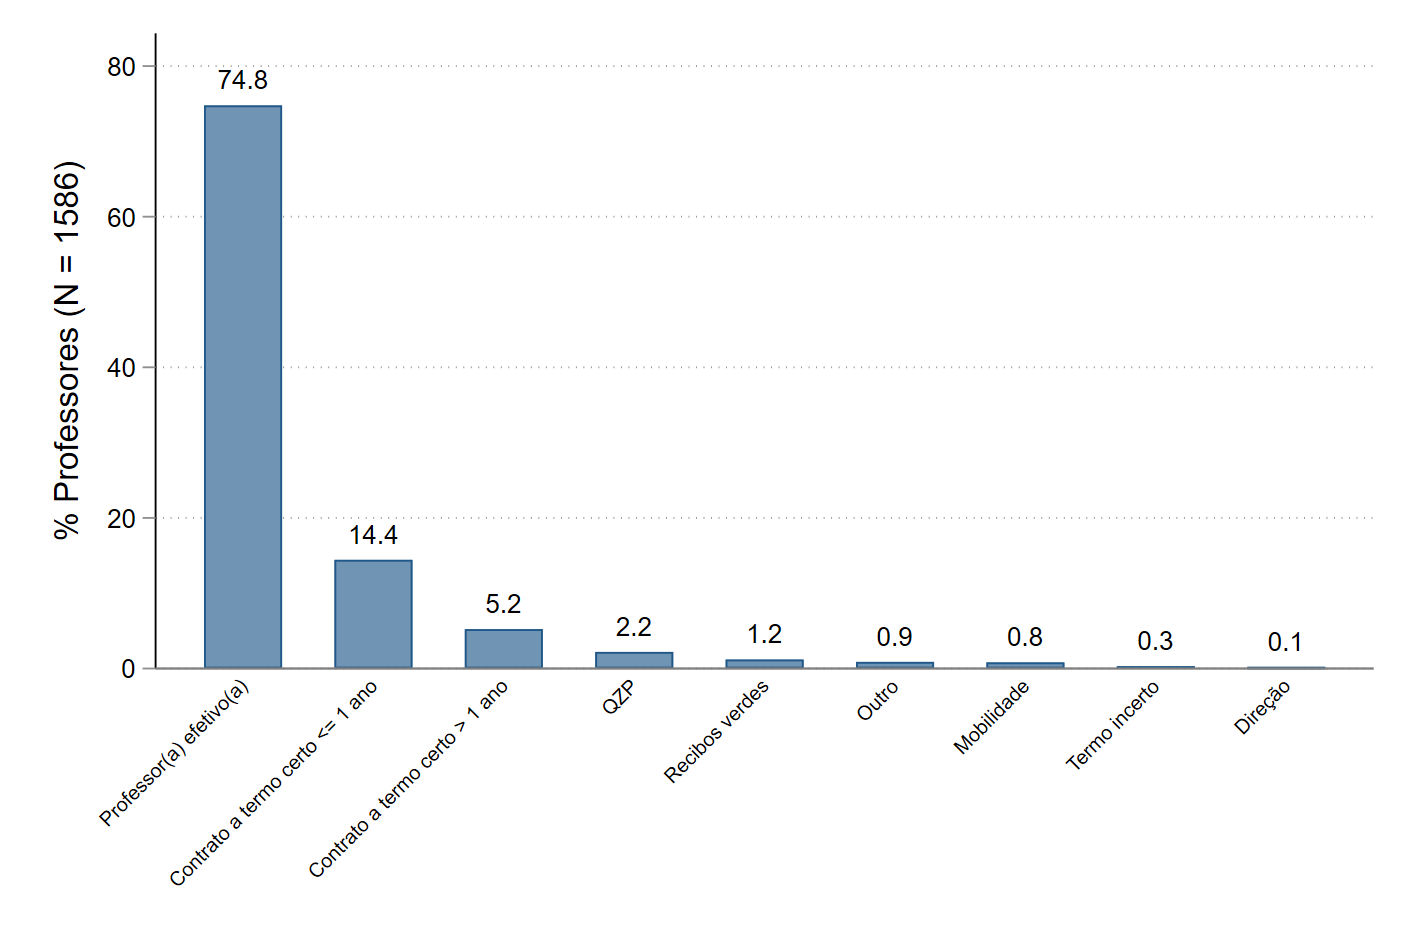 % Professores (N = 1586)
80
60
40
20
0
74.8
14.4
5.2
2.2
1.2
0.9
0.8
0.3
0.1
Professor(a) efetivo(a)
Contrato a termo certo <= 1 ano
Contrato a termo certo > 1 ano
QZP
Recibos verdes
Outro
Mobilidade
Termo incerto
Direção